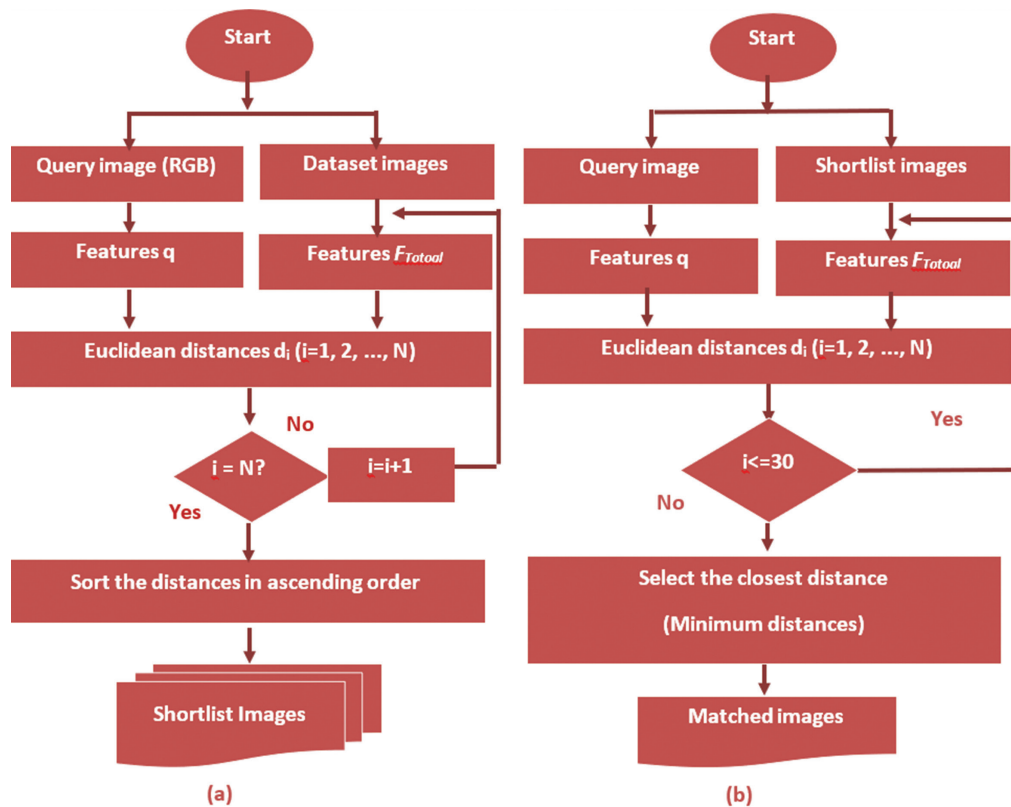 Start
Query image (RGB)
Dataset images
Features q
Features F_Totoal
Euclidean distances dᵢ (i=1, 2, ..., N)
No
i = N?
i=i+1
Yes
Sort the distances in ascending order
Shortlist Images
(a)
Start
Query image
Shortlist images
Features q
Features F_Totoal
Euclidean distances dᵢ (i=1, 2, ..., N)
Yes
i<=30
No
Select the closest distance
(Minimum distances)
Matched images
(b)